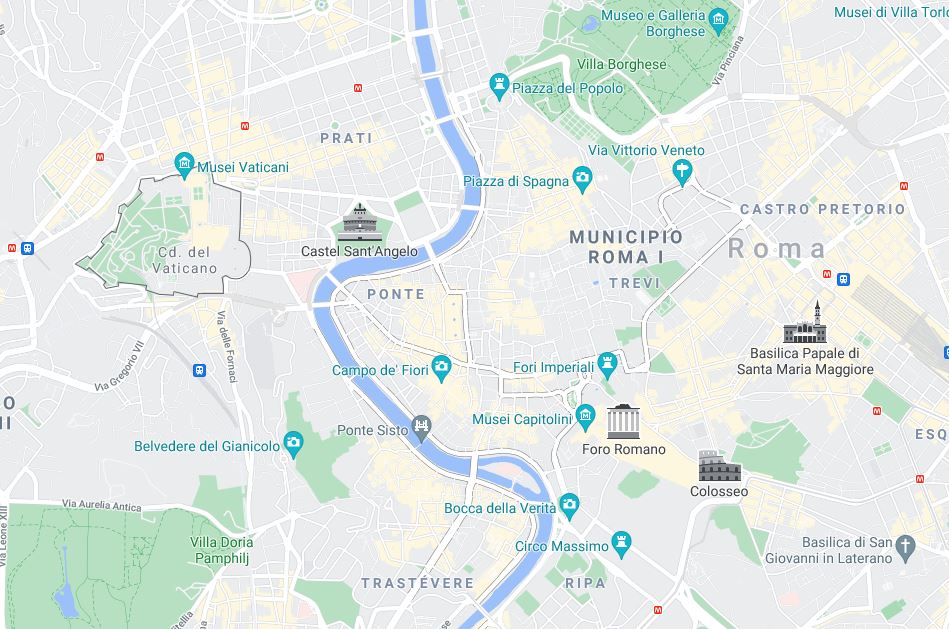 Museo e Galleria
Borghese
Musei di Villa Torlo
Villa Borghese
Via Pinciana
Piazza del Popolo
PRATI
Via Vittorio Veneto
Musei Vaticani
Piazza di Spagna
CASTRO PRETORIO
MUNICIPIO
ROMA I
Roma
Castel Sant'Angelo
Cd. del
Vaticano
TREVI
PONTE
Via delle Fornaci
Via Gregorio VII
Basilica Papale di
Santa Maria Maggiore
Campo de' Fiori
Fori Imperiali
O
II
Musei Capitolini
Ponte Sisto
Belvedere del Gianicolo
Foro Romano
ESQ
Colosseo
Via Aurelia Antica
Via Leone XIII
Bocca della Verità
Villa Doria
Pamphilj
Circo Massimo
Basilica di San
Giovanni in Laterano
TRASTEVERE
RIPA